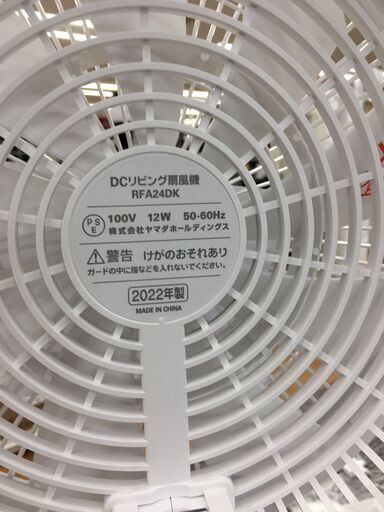 DCリビング扇風機
RFA24DK
PSE 100V 12W 50-60Hz
株式会社ヤマダホールディングス
⚠警告 けがのおそれあり
ガードの中に指などを入れないでください。
2022年製
MADE IN CHINA